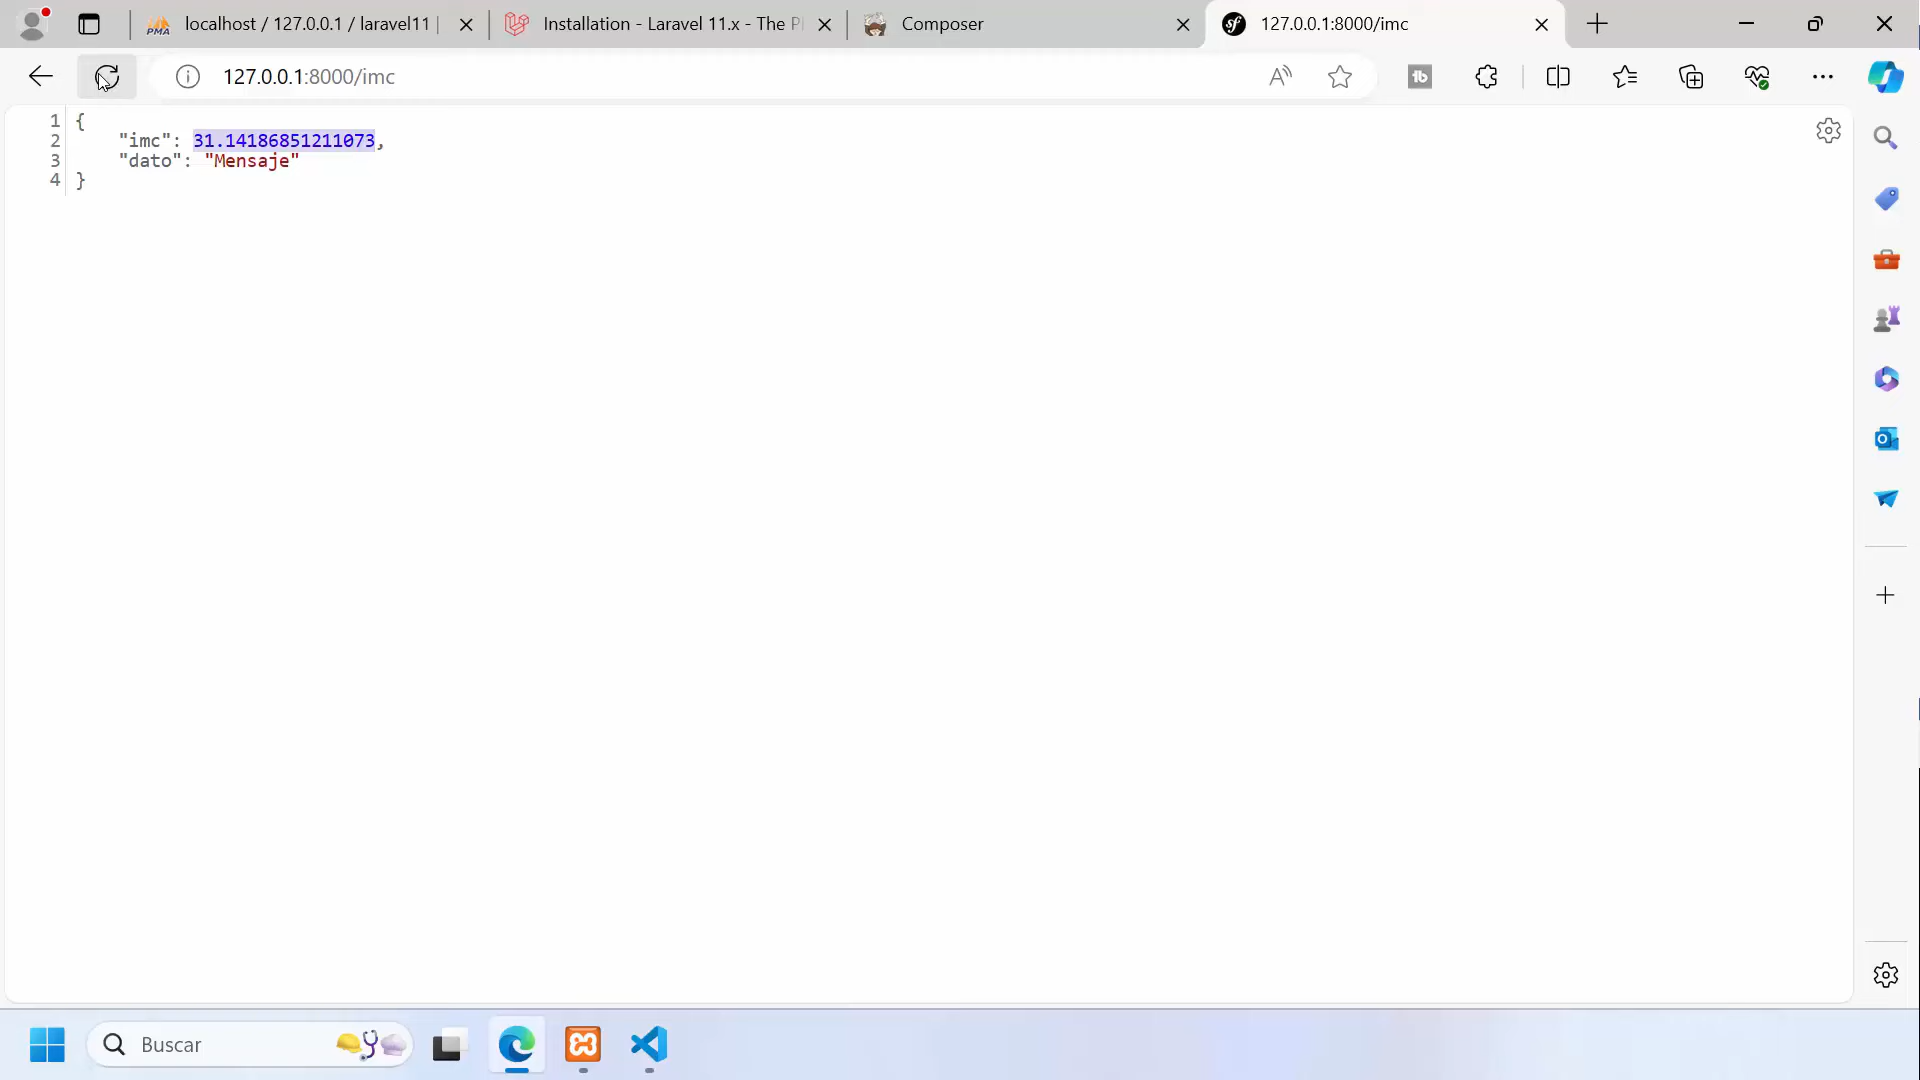 localhost / 127.0.0.1 / laravel11 |
Installation - Laravel 11.x - The P
Composer
127.0.0.1:8000/imc
127.0.0.1:8000/imc
1 {
2 "imc": 31.14186851211073,
3 "dato": "Mensaje"
4 }
Buscar